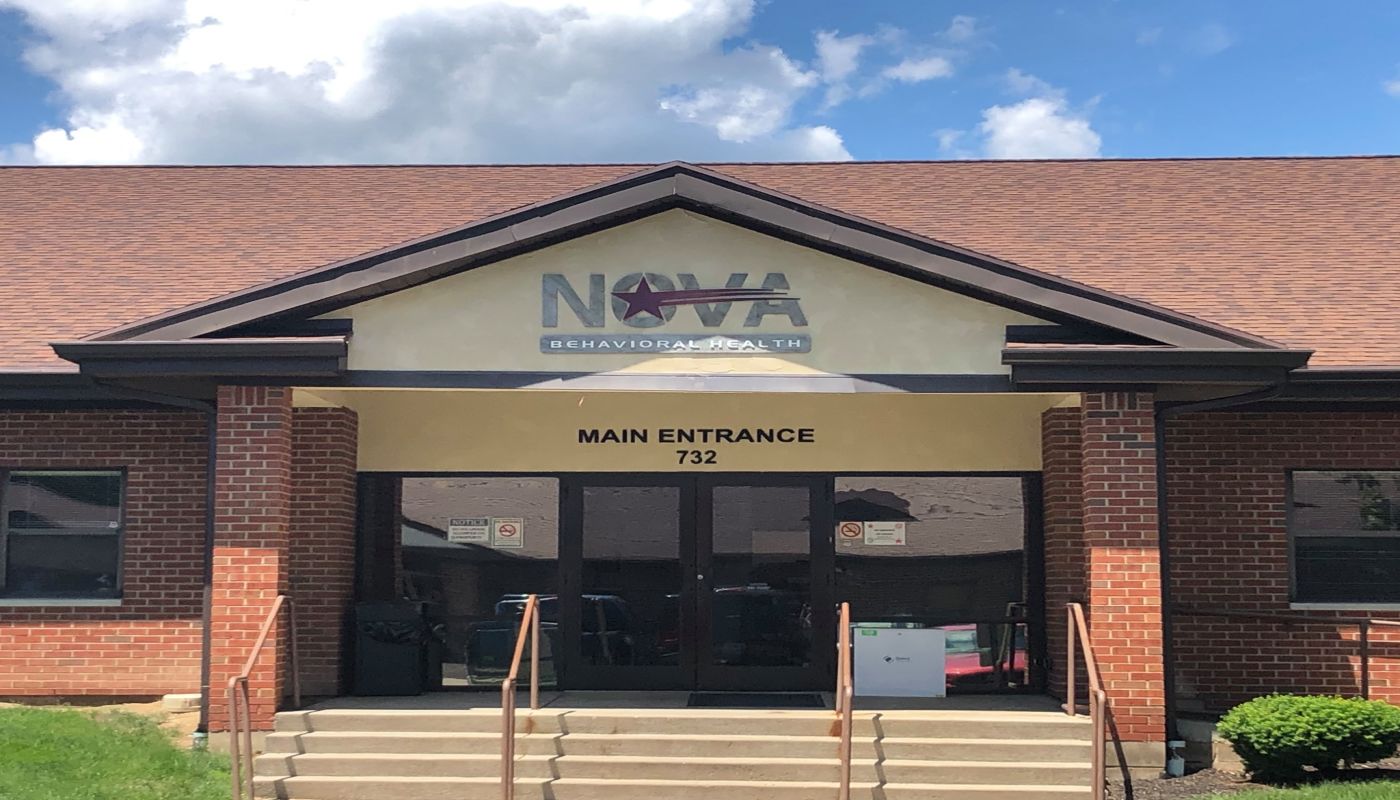 NOVA
BEHAVIORAL HEALTH
MAIN ENTRANCE
732
NOTICE